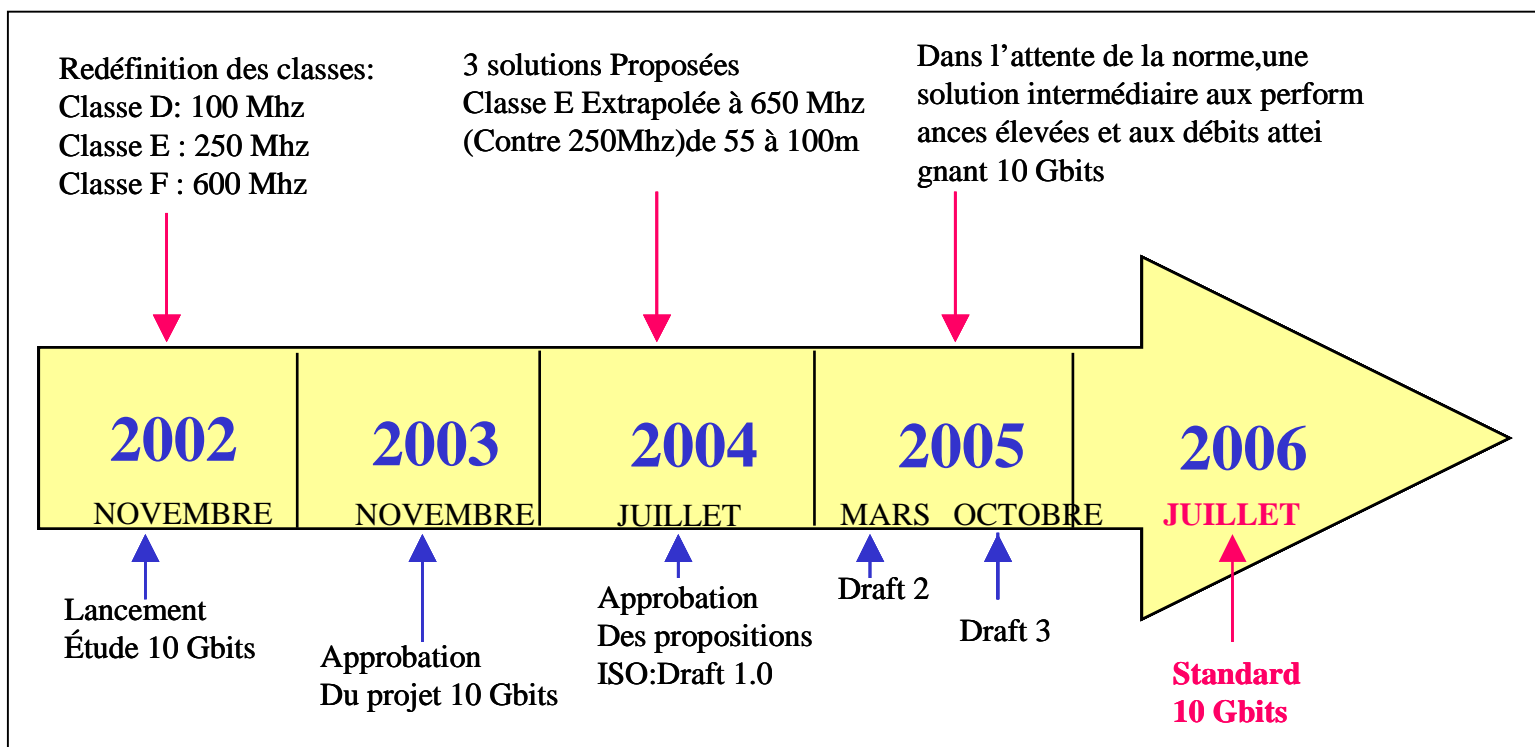 Redéfinition des classes:
Classe D: 100 Mhz
Classe E : 250 Mhz
Classe F : 600 Mhz
3 solutions Proposées
Classe E Extrapolée à 650 Mhz
(Contre 250Mhz)de 55 à 100m
Dans l’attente de la norme,une
solution intermédiaire aux perform
ances élevées et aux débits attei
gnant 10 Gbits
2002
NOVEMBRE
2003
NOVEMBRE
2004
JUILLET
2005
MARS OCTOBRE
2006
JUILLET
Lancement
Étude 10 Gbits
Approbation
Du projet 10 Gbits
Approbation
Des propositions
ISO:Draft 1.0
Draft 2
Draft 3
Standard
10 Gbits